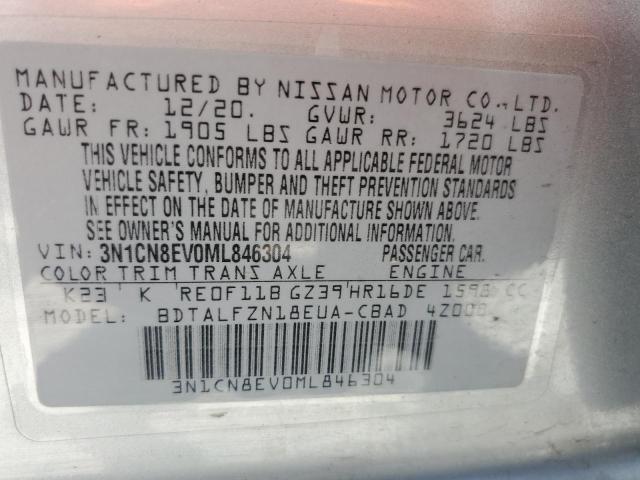 MANUFACTURED BY NISSAN MOTOR CO., LTD.
DATE: 12/20. GVWR: 3624 LBS
GAWR FR: 1905 LBS GAWR RR: 1720 LBS
THIS VEHICLE CONFORMS TO ALL APPLICABLE FEDERAL MOTOR
VEHICLE SAFETY, BUMPER AND THEFT PREVENTION STANDARDS
IN EFFECT ON THE DATE OF MANUFACTURE SHOWN ABOVE.
SEE OWNER'S MANUAL FOR ADDITIONAL INFORMATION.
VIN: 3N1CN8EV0ML846304 PASSENGER CAR.
COLOR TRIM TRANS AXLE ENGINE
K23 K RE0F11B GZ39 HR16DE 1598 CC
MODEL: BDTALFZN18EUA-CBAD
3N1CN8EV0ML846304